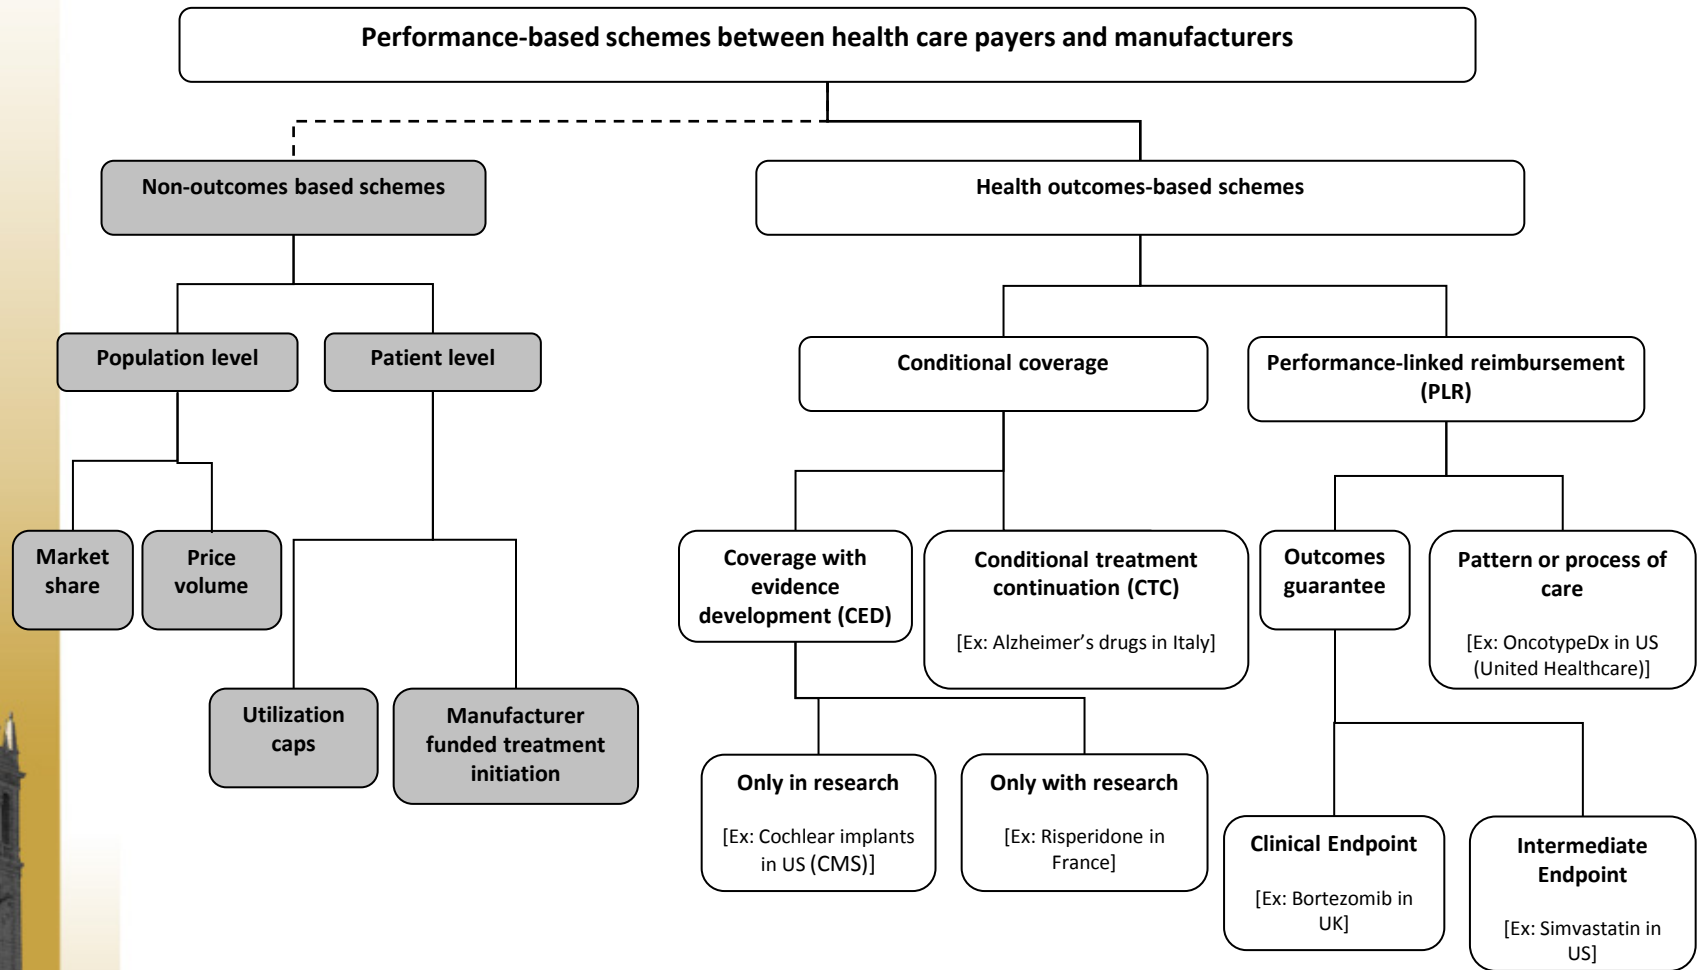 Performance-based schemes between health care payers and manufacturers
Non-outcomes based schemes
Health outcomes-based schemes
Population level
Patient level
Conditional coverage
Performance-linked reimbursement
(PLR)
Market
share
Price
volume
Coverage with
evidence
development (CED)
Conditional treatment
continuation (CTC)
[Ex: Alzheimer’s drugs in Italy]
Outcomes
guarantee
Pattern or process of
care
[Ex: OncotypeDx in US
(United Healthcare)]
Utilization
caps
Manufacturer
funded treatment
initiation
Only in research
[Ex: Cochlear implants
in US (CMS)]
Only with research
[Ex: Risperidone in
France]
Clinical Endpoint
[Ex: Bortezomib in
UK]
Intermediate
Endpoint
[Ex: Simvastatin in
US]